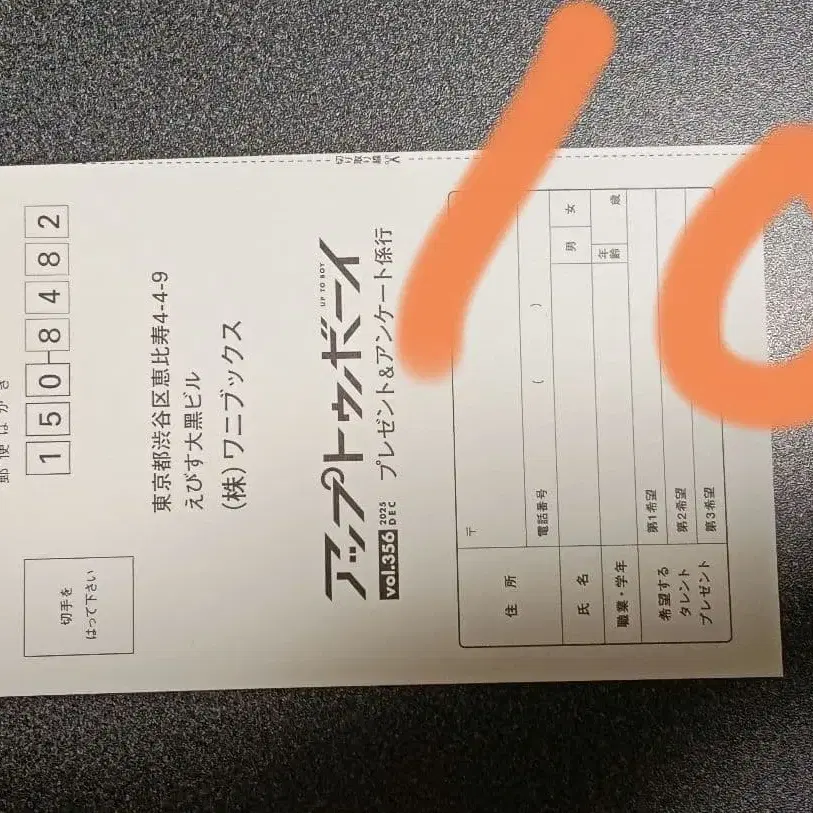 郵便はがき
150-8482
切手を
はって下さい
東京都渋谷区恵比寿4-4-9
えびす大黒ビル
(株)ワニブックス
UP TO BOY
アップトゥボーイ
vol.356 2025 DEC
プレゼント&アンケート係行
切り取り線
住所 〒
電話番号 ( )
氏名 男 女
職業・学年 年齢 歳
希望する
タレント
プレゼント
第1希望
第2希望
第3希望